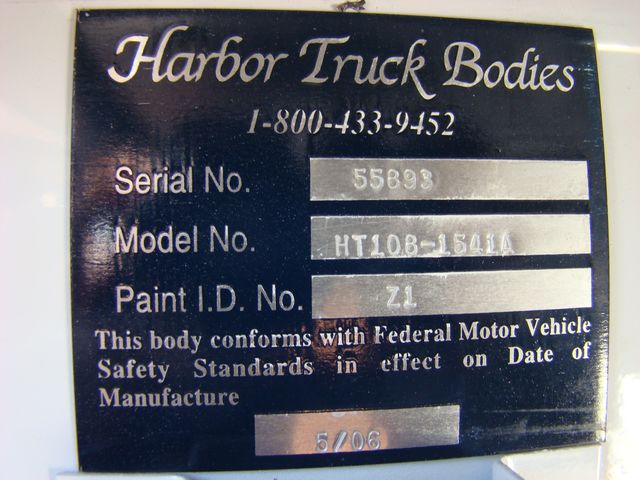 Harbor Truck Bodies
1-800-433-9452
Serial No. 55893
Model No. HT108-1541A
Paint I.D. No. Z1
This body conforms with Federal Motor Vehicle
Safety Standards in effect on Date of
Manufacture
5/06